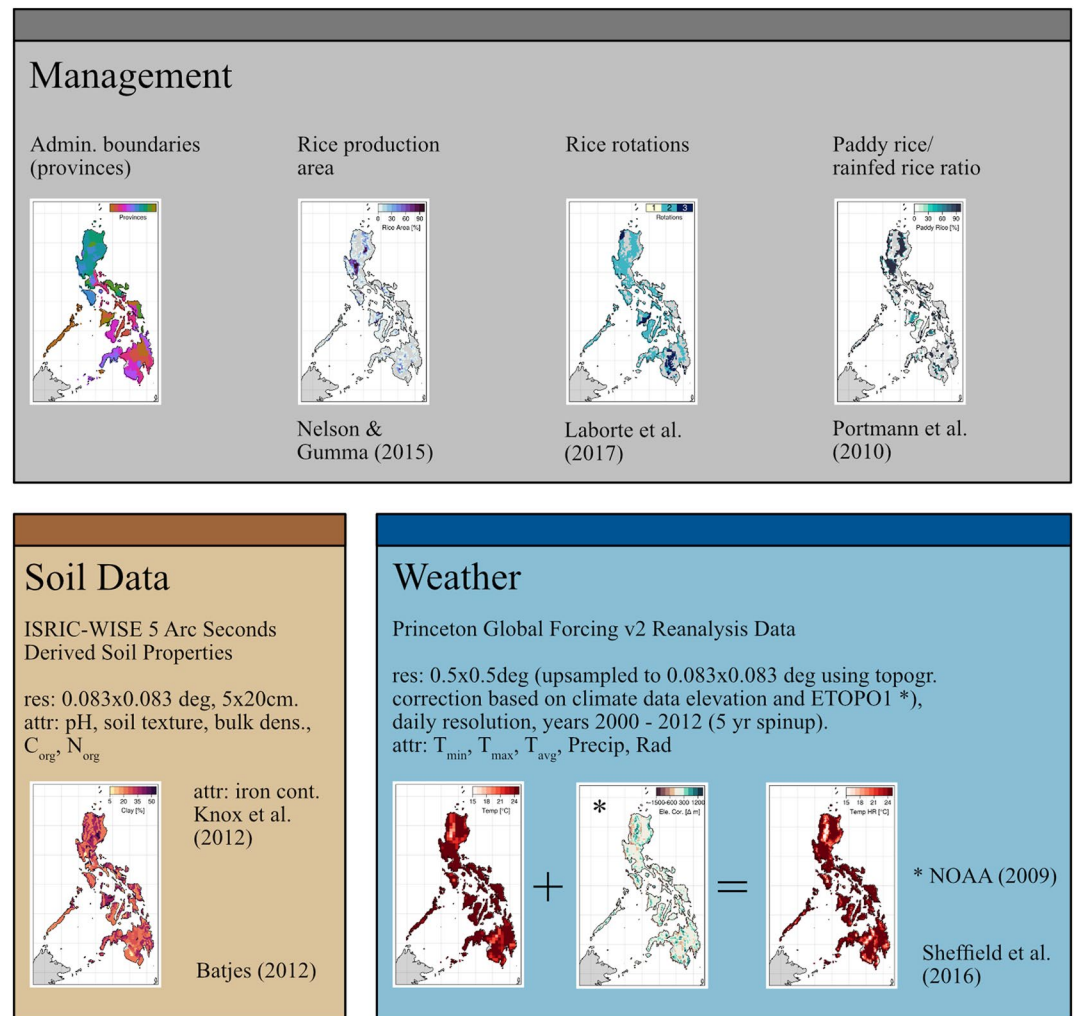 Management
Admin. boundaries
(provinces)
Provinces
Rice production
area
0 30 60 90
Rice Area [%]
Nelson &
Gumma (2015)
Rice rotations
1 2 3
Rotations
Laborte et al.
(2017)
Paddy rice/
rainfed rice ratio
0 30 60 90
Paddy Rice [%]
Portmann et al.
(2010)
Soil Data
ISRIC-WISE 5 Arc Seconds
Derived Soil Properties
res: 0.083x0.083 deg, 5x20cm.
attr: pH, soil texture, bulk dens.,
Corg, Norg
5 20 35 50
Clay [%]
attr: iron cont.
Knox et al.
(2012)
Batjes (2012)
Weather
Princeton Global Forcing v2 Reanalysis Data
res: 0.5x0.5deg (upsampled to 0.083x0.083 deg using topogr.
correction based on climate data elevation and ETOPO1 *),
daily resolution, years 2000 - 2012 (5 yr spinup).
attr: Tmin, Tmax, Tavg, Precip, Rad
15 18 21 24
Temp [°C]
+
*
-1500-600 300 1200
Ele. Cor. [Δ m]
=
15 18 21 24
Temp HR [°C]
* NOAA (2009)
Sheffield et al.
(2016)